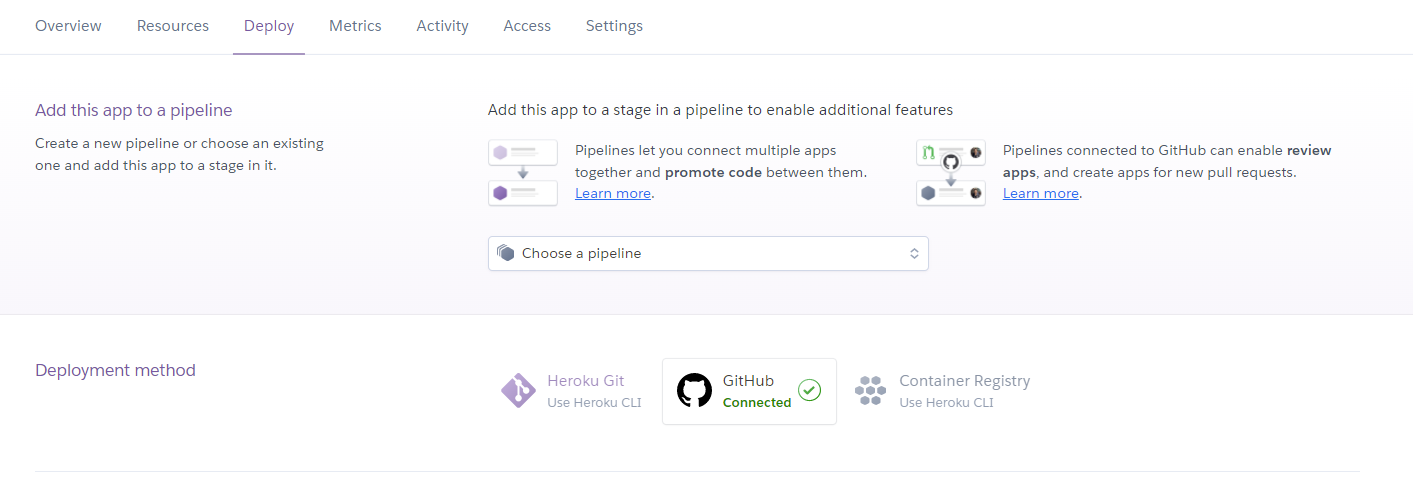 Overview Resources Deploy Metrics Activity Access Settings
Add this app to a pipeline
Create a new pipeline or choose an existing
one and add this app to a stage in it.
Add this app to a stage in a pipeline to enable additional features
Pipelines let you connect multiple apps
together and promote code between them.
Learn more.
Pipelines connected to GitHub can enable review
apps, and create apps for new pull requests.
Learn more.
Choose a pipeline
Deployment method
Heroku Git
Use Heroku CLI
GitHub
Connected
Container Registry
Use Heroku CLI